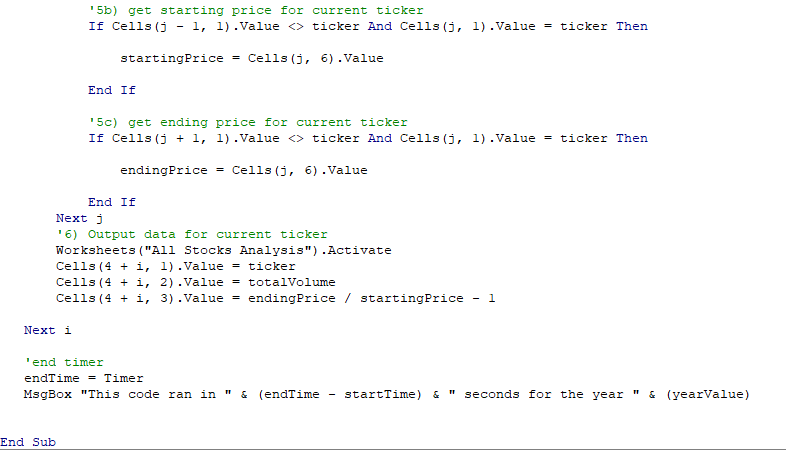 '5b) get starting price for current ticker
If Cells(j - 1, 1).Value <> ticker And Cells(j, 1).Value = ticker Then
startingPrice = Cells(j, 6).Value
End If
'5c) get ending price for current ticker
If Cells(j + 1, 1).Value <> ticker And Cells(j, 1).Value = ticker Then
endingPrice = Cells(j, 6).Value
End If
Next j
'6) Output data for current ticker
Worksheets("All Stocks Analysis").Activate
Cells(4 + i, 1).Value = ticker
Cells(4 + i, 2).Value = totalVolume
Cells(4 + i, 3).Value = endingPrice / startingPrice - 1
Next i
'end timer
endTime = Timer
MsgBox "This code ran in " & (endTime - startTime) & " seconds for the year " & (yearValue)
End Sub